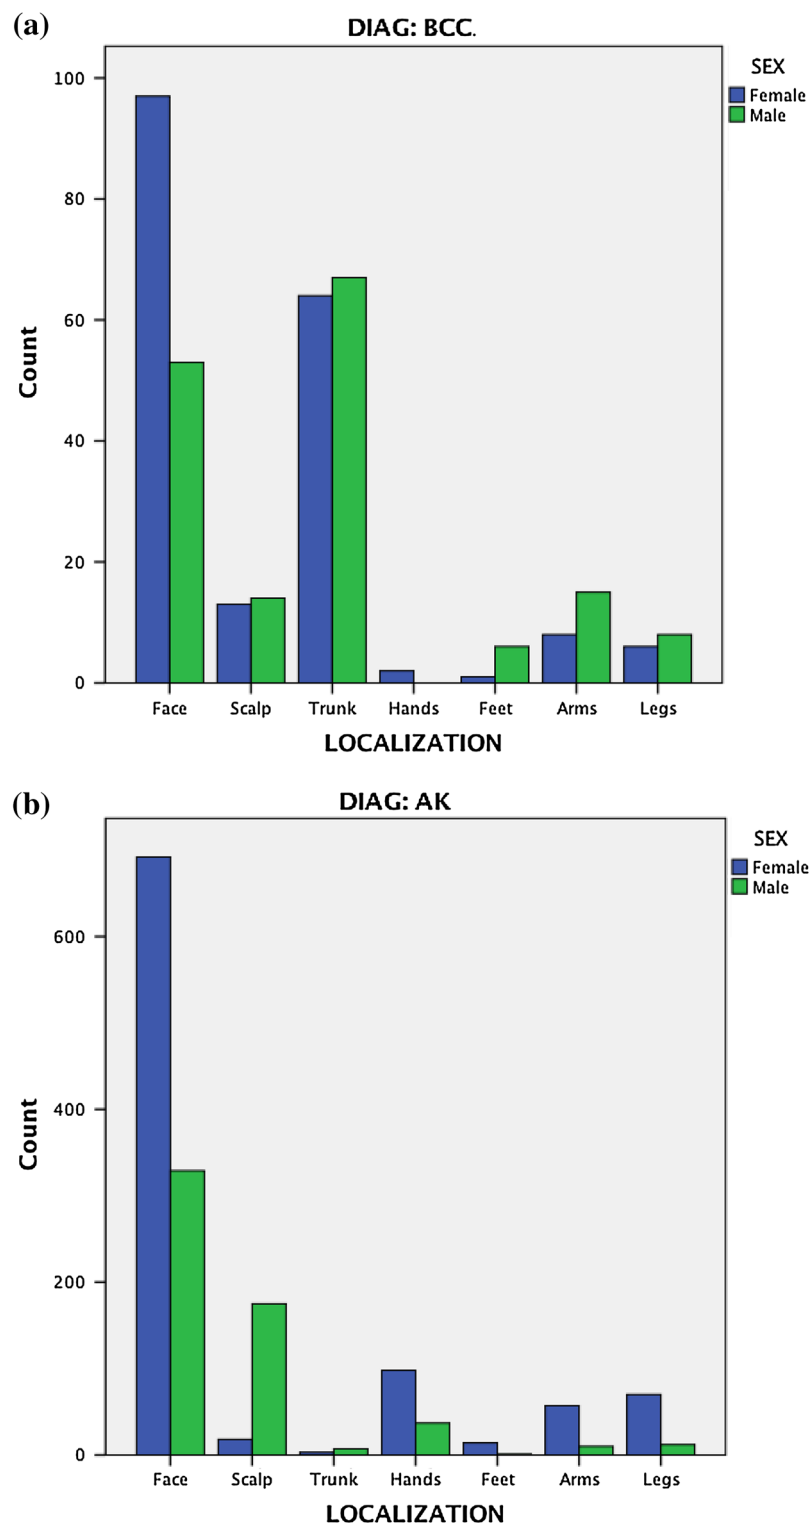 (a)
DIAG: BCC.
SEX
Female
Male
100
80
60
40
20
0
Count
Face Scalp Trunk Hands Feet Arms Legs
LOCALIZATION
(b)
DIAG: AK
SEX
Female
Male
600
400
200
0
Count
Face Scalp Trunk Hands Feet Arms Legs
LOCALIZATION